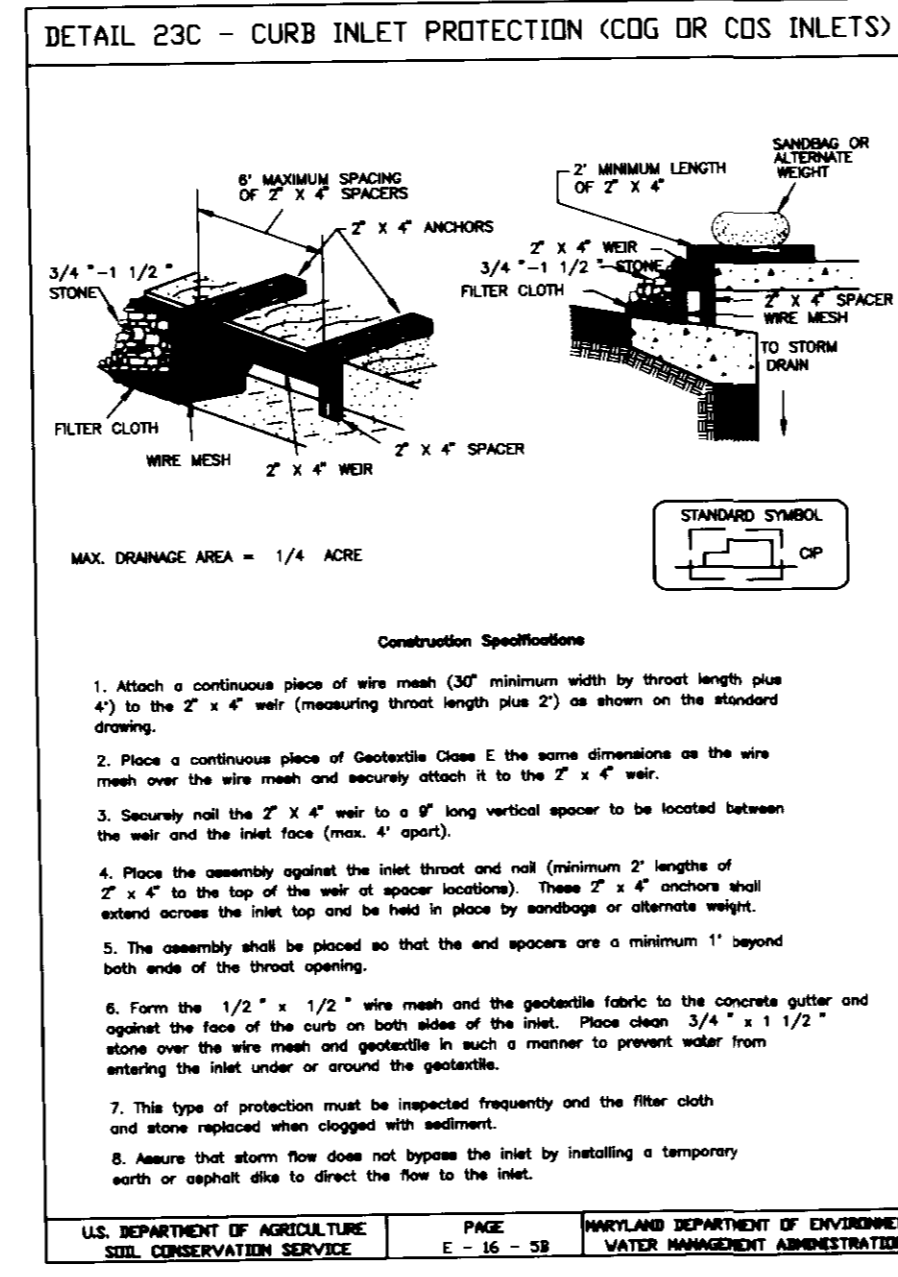 DETAIL 23C - CURB INLET PROTECTION (COG OR COS INLETS)
6' MAXIMUM SPACING
OF 2" X 4" SPACERS
2" X 4" ANCHORS
3/4 "-1 1/2 "
STONE
FILTER CLOTH
WIRE MESH
2" X 4" WEIR
2" X 4" SPACER
2' MINIMUM LENGTH
OF 2" X 4"
SANDBAG OR
ALTERNATE
WEIGHT
2" X 4" WEIR
3/4 "-1 1/2 " STONE
FILTER CLOTH
2" X 4" SPACER
WIRE MESH
TO STORM
DRAIN
STANDARD SYMBOL
CIP
MAX. DRAINAGE AREA = 1/4 ACRE
Construction Specifications
1. Attach a continuous piece of wire mesh (30" minimum width by throat length plus
4') to the 2" x 4" weir (measuring throat length plus 2') as shown on the standard
drawing.
2. Place a continuous piece of Geotextile Class E the same dimensions as the wire
mesh over the wire mesh and securely attach it to the 2" x 4" weir.
3. Securely nail the 2" X 4" weir to a 9" long vertical spacer to be located between
the weir and the inlet face (max. 4' apart).
4. Place the assembly against the inlet throat and nail (minimum 2' lengths of
2" x 4" to the top of the weir at spacer locations). These 2" x 4" anchors shall
extend across the inlet top and be held in place by sandbags or alternate weight.
5. The assembly shall be placed so that the end spacers are a minimum 1' beyond
both ends of the throat opening.
6. Form the 1/2 " x 1/2 " wire mesh and the geotextile fabric to the concrete gutter and
against the face of the curb on both sides of the inlet. Place clean 3/4 " x 1 1/2 "
stone over the wire mesh and geotextile in such a manner to prevent water from
entering the inlet under or around the geotextile.
7. This type of protection must be inspected frequently and the filter cloth
and stone replaced when clogged with sediment.
8. Assure that storm flow does not bypass the inlet by installing a temporary
earth or asphalt dike to direct the flow to the inlet.
U.S. DEPARTMENT OF AGRICULTURE
SOIL CONSERVATION SERVICE
PAGE
E - 16 - 5B
MARYLAND DEPARTMENT OF ENVIRONME
WATER MANAGEMENT ADMINISTRATIO